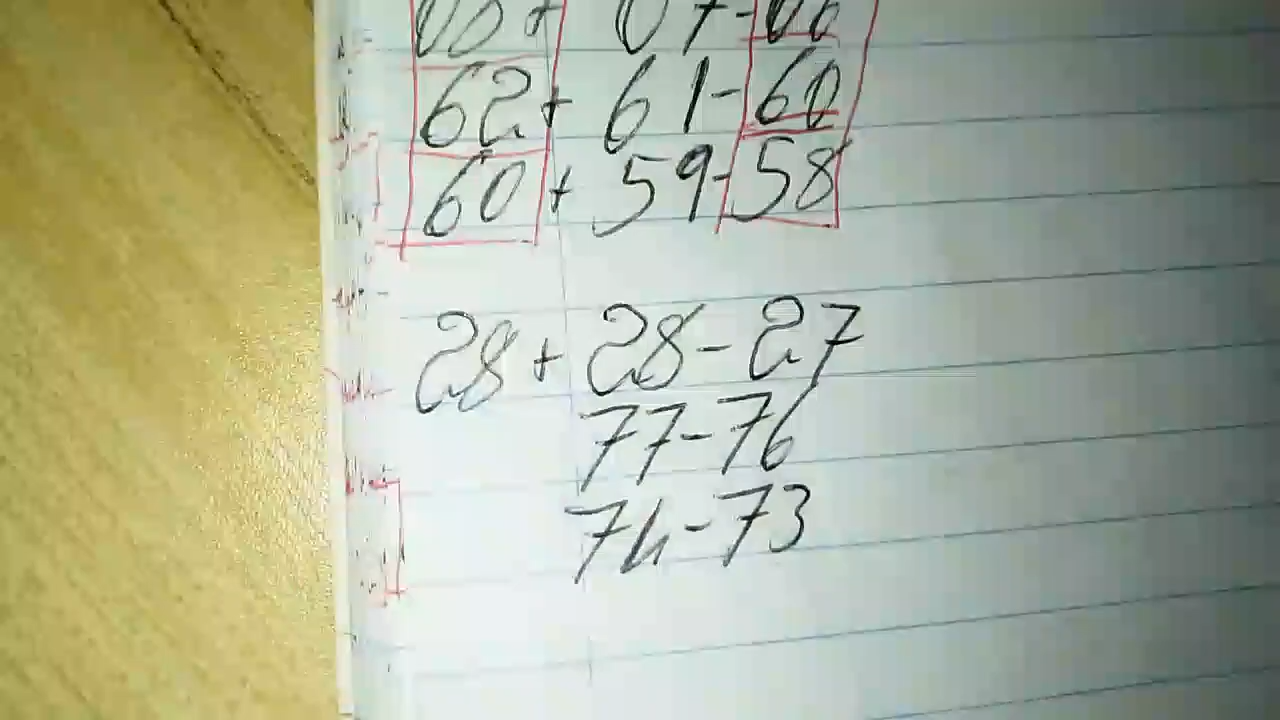 62 + 61 - 60
60 + 59 - 58
28 + 28 - 27
77 - 76
74 - 73